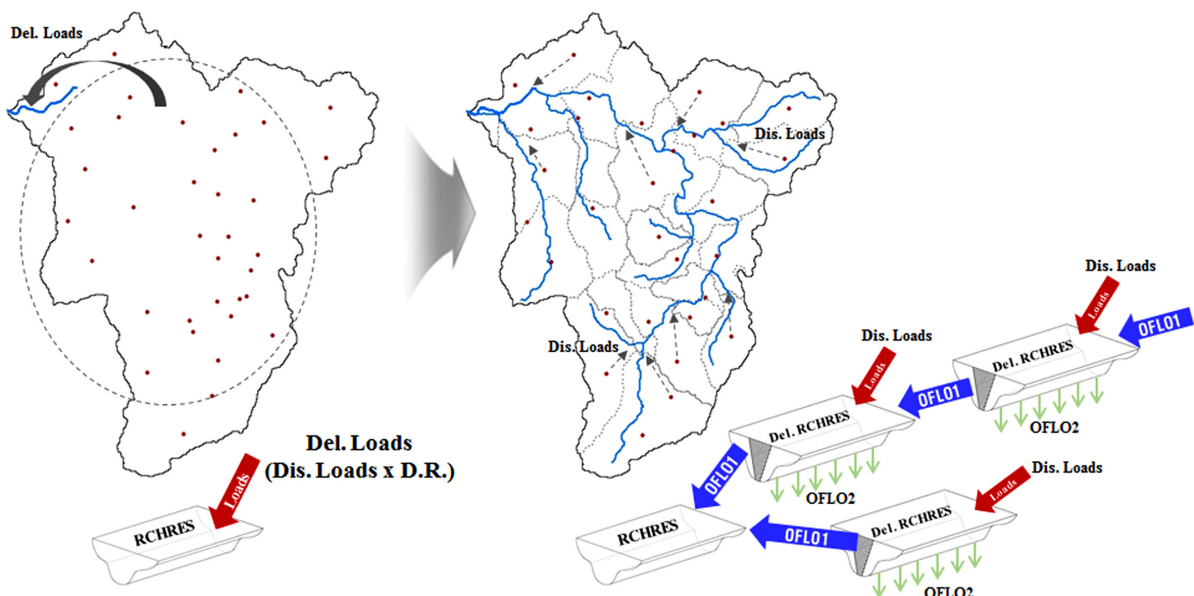 Del. Loads
Dis. Loads
Dis. Loads
Dis. Loads
Loads
OFLO1
Del. RCHRES
OFLO2
Dis. Loads
Loads
OFLO1
Del. RCHRES
OFLO2
Del. Loads
(Dis. Loads x D.R.)
Loads
RCHRES
OFLO1
RCHRES
OFLO1
Dis. Loads
Loads
Del. RCHRES
OFLO2